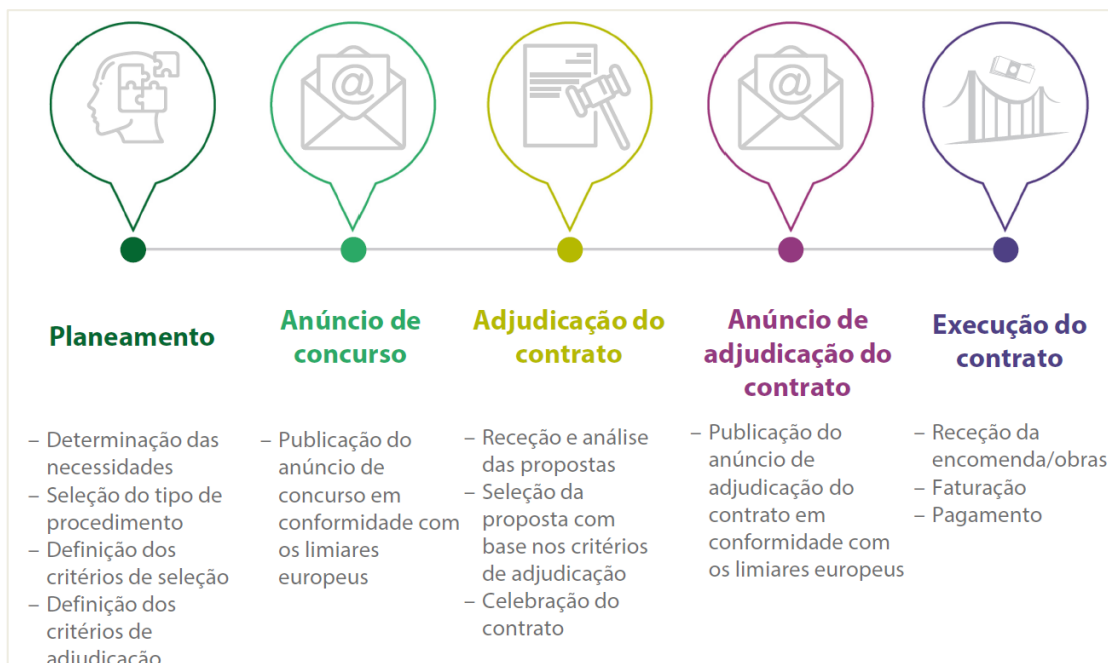 @
@
Planeamento
Anúncio de
concurso
Adjudicação do
contrato
Anúncio de
adjudicação do
contrato
Execução do
contrato
– Determinação das
necessidades
– Seleção do tipo de
procedimento
– Definição dos
critérios de seleção
– Definição dos
critérios de
adjudicação
– Publicação do
anúncio de
concurso em
conformidade com
os limiares
europeus
– Receção e análise
das propostas
– Seleção da
proposta com
base nos critérios
de adjudicação
– Celebração do
contrato
– Publicação do
anúncio de
adjudicação do
contrato em
conformidade com
os limiares europeus
– Receção da
encomenda/obras
– Faturação
– Pagamento